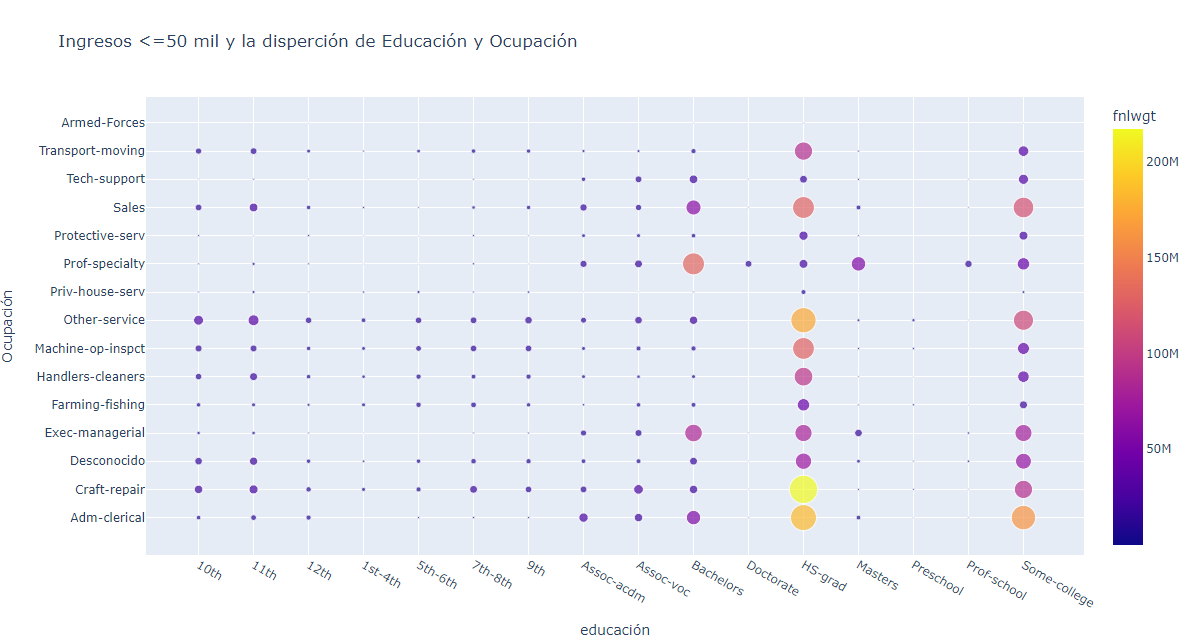 Ingresos <=50 mil y la disperción de Educación y Ocupación
fnlwgt
200M
150M
100M
50M
Ocupación
Armed-Forces
Transport-moving
Tech-support
Sales
Protective-serv
Prof-specialty
Priv-house-serv
Other-service
Machine-op-inspct
Handlers-cleaners
Farming-fishing
Exec-managerial
Desconocido
Craft-repair
Adm-clerical
10th
11th
12th
1st-4th
5th-6th
7th-8th
9th
Assoc-acdm
Assoc-voc
Bachelors
Doctorate
HS-grad
Masters
Preschool
Prof-school
Some-college
educación